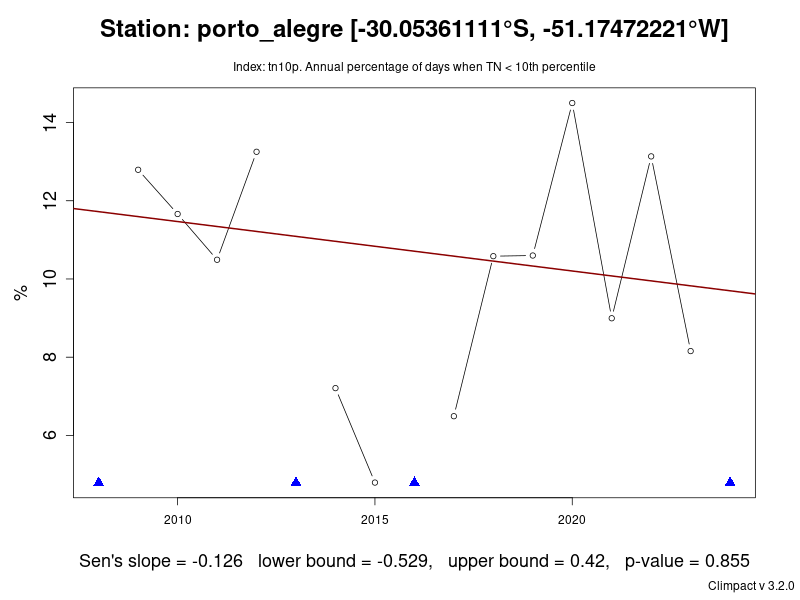 Station: porto_alegre [-30.05361111°S, -51.17472221°W]
Index: tn10p. Annual percentage of days when TN < 10th percentile
14
12
10
8
6
%
2010
2015
2020
Sen's slope = -0.126 lower bound = -0.529, upper bound = 0.42, p-value = 0.855
Climpact v 3.2.0